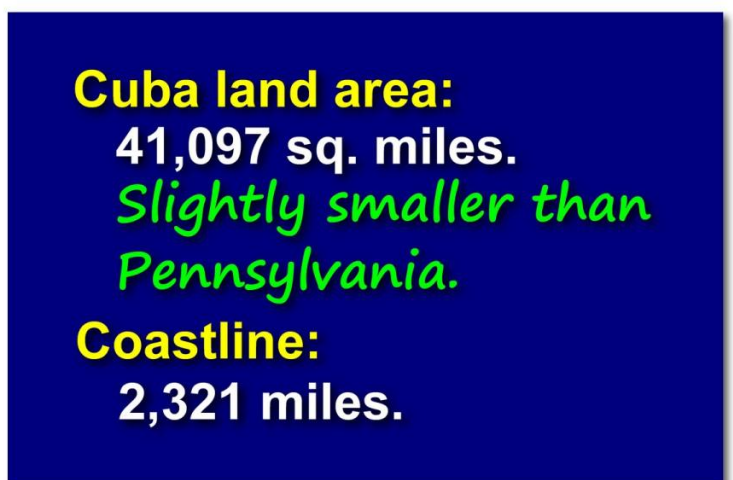 Cuba land area:
41,097 sq. miles.
Slightly smaller than
Pennsylvania.
Coastline:
2,321 miles.